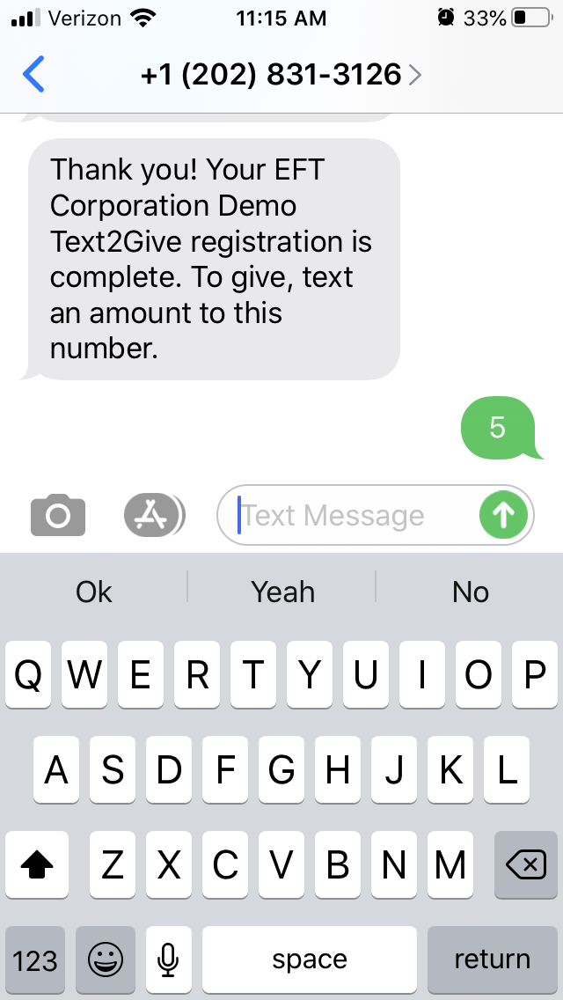 Verizon 11:15 AM 33%
+1 (202) 831-3126
Thank you! Your EFT
Corporation Demo
Text2Give registration is
complete. To give, text
an amount to this
number.
5
Text Message
Ok Yeah No
Q W E R T Y U I O P
A S D F G H J K L
Z X C V B N M
123 space return